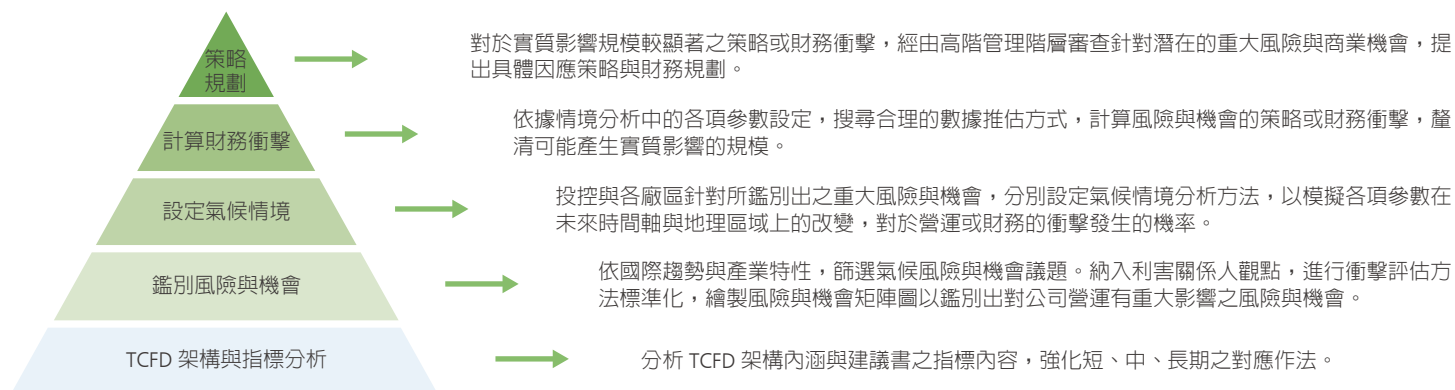 策略
規劃
對於實質影響規模較顯著之策略或財務衝擊，經由高階管理階層審查針對潛在的重大風險與商業機會，提
出具體因應策略與財務規劃。
計算財務衝擊
依據情境分析中的各項參數設定，搜尋合理的數據推估方式，計算風險與機會的策略或財務衝擊，釐
清可能產生實質影響的規模。
設定氣候情境
投控與各廠區針對所鑑別出之重大風險與機會，分別設定氣候情境分析方法，以模擬各項參數在
未來時間軸與地理區域上的改變，對於營運或財務的衝擊發生的機率。
鑑別風險與機會
依國際趨勢與產業特性，篩選氣候風險與機會議題。納入利害關係人觀點，進行衝擊評估方
法標準化，繪製風險與機會矩陣圖以鑑別出對公司營運有重大影響之風險與機會。
TCFD 架構與指標分析
分析 TCFD 架構內涵與建議書之指標內容，強化短、中、長期之對應作法。